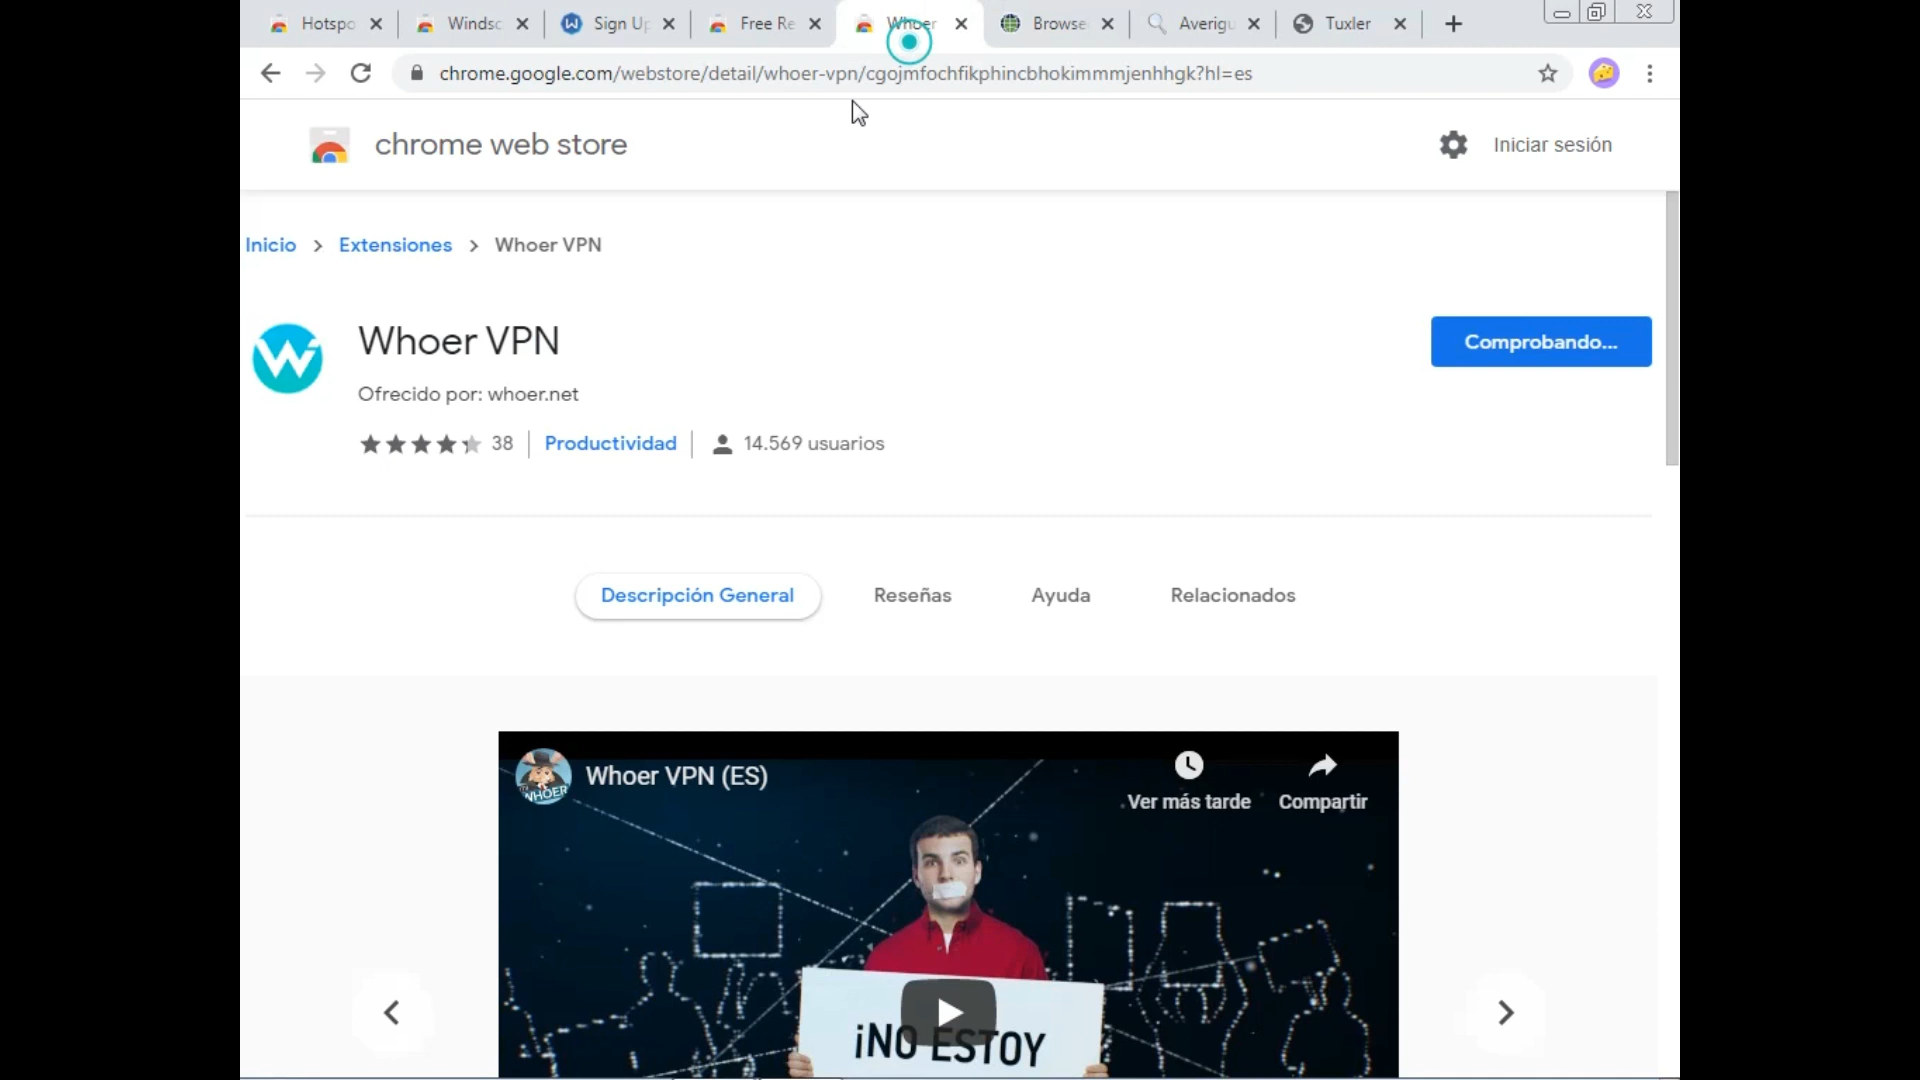 Hotspo
Windsc
Sign Up
Free Re
Whoer
Browse
Averigu
Tuxler
chrome.google.com/webstore/detail/whoer-vpn/cgojmfochfikphincbhokimmmjenhhgk?hl=es
chrome web store
Iniciar sesión
Inicio > Extensiones > Whoer VPN
Whoer VPN
Comprobando...
Ofrecido por: whoer.net
38 Productividad 14.569 usuarios
Descripción General
Reseñas
Ayuda
Relacionados
WHOER
Whoer VPN (ES)
Ver más tarde
Compartir
¡NO ESTOY